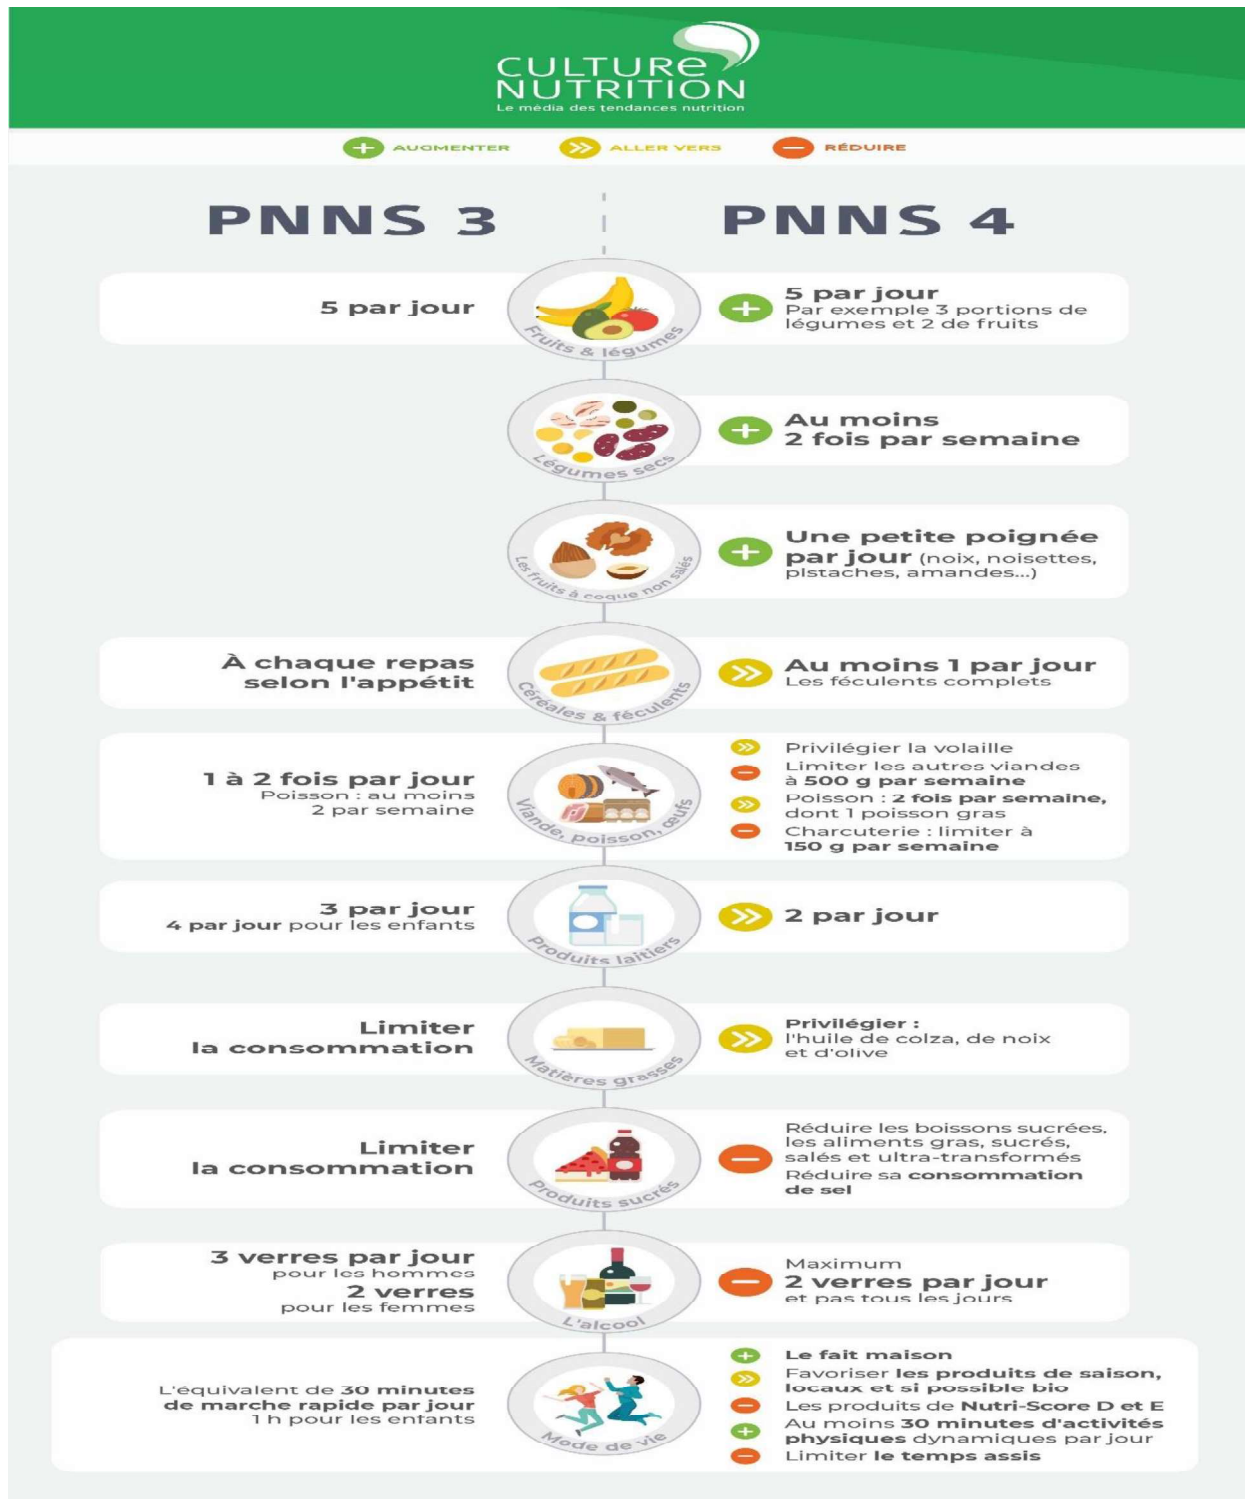 CULTURE
NUTRITION
Le média des tendances nutrition
AUGMENTER
ALLER VERS
RÉDUIRE
PNNS 3
PNNS 4
5 par jour
Fruits & légumes
5 par jour
Par exemple 3 portions de
légumes et 2 de fruits
Légumes secs
Au moins
2 fois par semaine
Les fruits à coque non salés
Une petite poignée
par jour (noix, noisettes,
pistaches, amandes...)
À chaque repas
selon l'appétit
Céréales & féculents
Au moins 1 par jour
Les féculents complets
1 à 2 fois par jour
Poisson : au moins
2 par semaine
Viande, poisson, œufs
Privilégier la volaille
Limiter les autres viandes
à 500 g par semaine
Poisson : 2 fois par semaine,
dont 1 poisson gras
Charcuterie : limiter à
150 g par semaine
3 par jour
4 par jour pour les enfants
Produits laitiers
2 par jour
Limiter
la consommation
Matières grasses
Privilégier :
l'huile de colza, de noix
et d'olive
Limiter
la consommation
Produits sucrés
Réduire les boissons sucrées,
les aliments gras, sucrés,
salés et ultra-transformés
Réduire sa consommation
de sel
3 verres par jour
pour les hommes
2 verres
pour les femmes
L'alcool
Maximum
2 verres par jour
et pas tous les jours
L'équivalent de 30 minutes
de marche rapide par jour
1 h pour les enfants
Mode de vie
Le fait maison
Favoriser les produits de saison,
locaux et si possible bio
Les produits de Nutri-Score D et E
Au moins 30 minutes d'activités
physiques dynamiques par jour
Limiter le temps assis